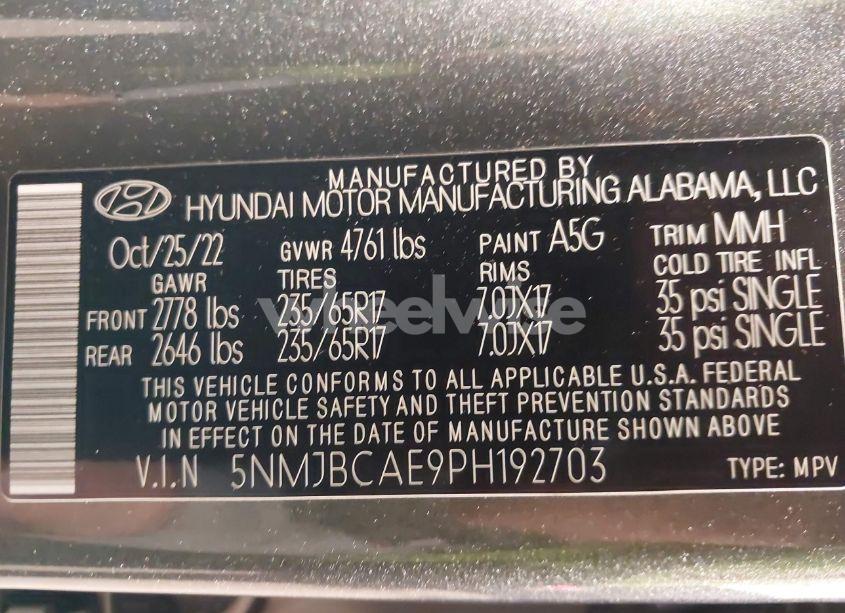 MANUFACTURED BY
HYUNDAI MOTOR MANUFACTURING ALABAMA, LLC
Oct/25/22 GVWR 4761 lbs PAINT A5G TRIM MMH
GAWR TIRES RIMS COLD TIRE INFL
FRONT 2778 lbs 235/65R17 7.0JX17 35 psi SINGLE
REAR 2646 lbs 235/65R17 7.0JX17 35 psi SINGLE
wheelwise
THIS VEHICLE CONFORMS TO ALL APPLICABLE U.S.A. FEDERAL
MOTOR VEHICLE SAFETY AND THEFT PREVENTION STANDARDS
IN EFFECT ON THE DATE OF MANUFACTURE SHOWN ABOVE
V.I.N 5NMJBCAE9PH192703 TYPE: MPV